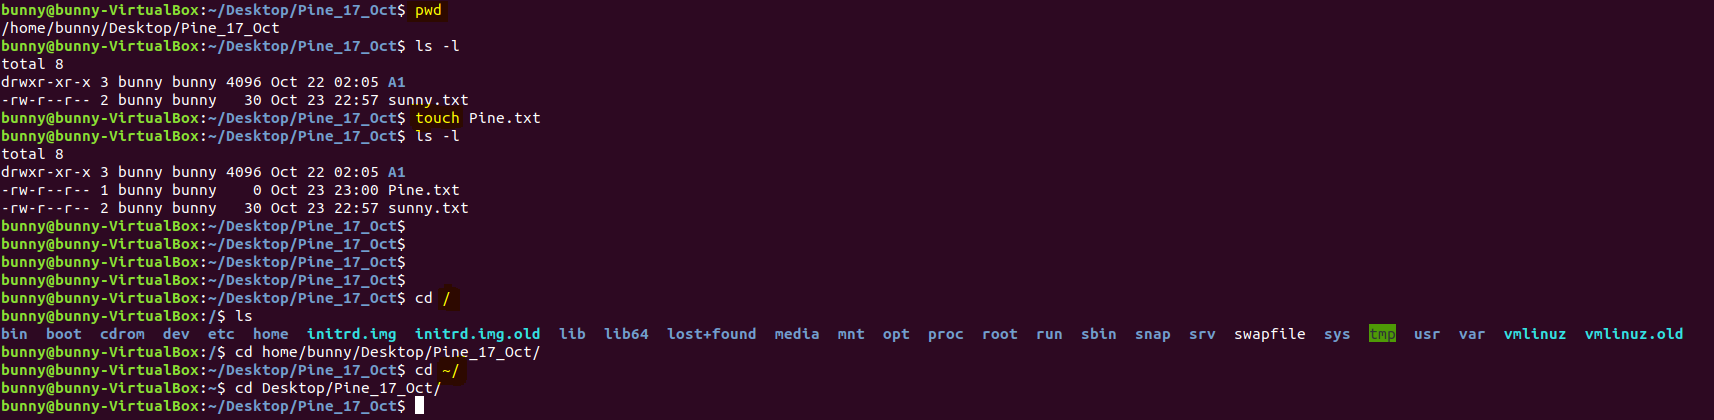 bunny@bunny-VirtualBox:~/Desktop/Pine_17_Oct$ pwd
/home/bunny/Desktop/Pine_17_Oct
bunny@bunny-VirtualBox:~/Desktop/Pine_17_Oct$ ls -l
total 8
drwxr-xr-x 3 bunny bunny 4096 Oct 22 02:05 A1
-rw-r--r-- 2 bunny bunny   30 Oct 23 22:57 sunny.txt
bunny@bunny-VirtualBox:~/Desktop/Pine_17_Oct$ touch Pine.txt
bunny@bunny-VirtualBox:~/Desktop/Pine_17_Oct$ ls -l
total 8
drwxr-xr-x 3 bunny bunny 4096 Oct 22 02:05 A1
-rw-r--r-- 1 bunny bunny    0 Oct 23 23:00 Pine.txt
-rw-r--r-- 2 bunny bunny   30 Oct 23 22:57 sunny.txt
bunny@bunny-VirtualBox:~/Desktop/Pine_17_Oct$
bunny@bunny-VirtualBox:~/Desktop/Pine_17_Oct$
bunny@bunny-VirtualBox:~/Desktop/Pine_17_Oct$
bunny@bunny-VirtualBox:~/Desktop/Pine_17_Oct$
bunny@bunny-VirtualBox:~/Desktop/Pine_17_Oct$ cd /
bunny@bunny-VirtualBox:/$ ls
bin  boot  cdrom  dev  etc  home  initrd.img  initrd.img.old  lib  lib64  lost+found  media  mnt  opt  proc  root  run  sbin  snap  srv  swapfile  sys  tmp  usr  var  vmlinuz  vmlinuz.old
bunny@bunny-VirtualBox:/$ cd home/bunny/Desktop/Pine_17_Oct/
bunny@bunny-VirtualBox:~/Desktop/Pine_17_Oct$ cd ~/
bunny@bunny-VirtualBox:~$ cd Desktop/Pine_17_Oct/
bunny@bunny-VirtualBox:~/Desktop/Pine_17_Oct$